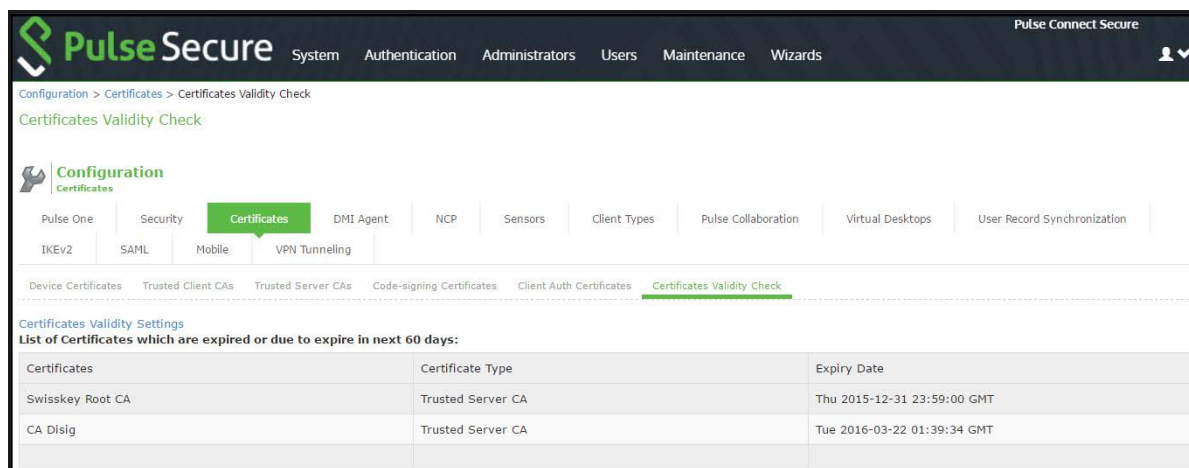 Pulse Connect Secure
Pulse Secure System Authentication Administrators Users Maintenance Wizards
Configuration > Certificates > Certificates Validity Check
Certificates Validity Check
Configuration
Certificates
Pulse One Security Certificates DMI Agent NCP Sensors Client Types Pulse Collaboration Virtual Desktops User Record Synchronization
IKEv2 SAML Mobile VPN Tunneling
Device Certificates Trusted Client CAs Trusted Server CAs Code-signing Certificates Client Auth Certificates Certificates Validity Check
Certificates Validity Settings
List of Certificates which are expired or due to expire in next 60 days:
Certificates Certificate Type Expiry Date
Swisskey Root CA Trusted Server CA Thu 2015-12-31 23:59:00 GMT
CA Disig Trusted Server CA Tue 2016-03-22 01:39:34 GMT